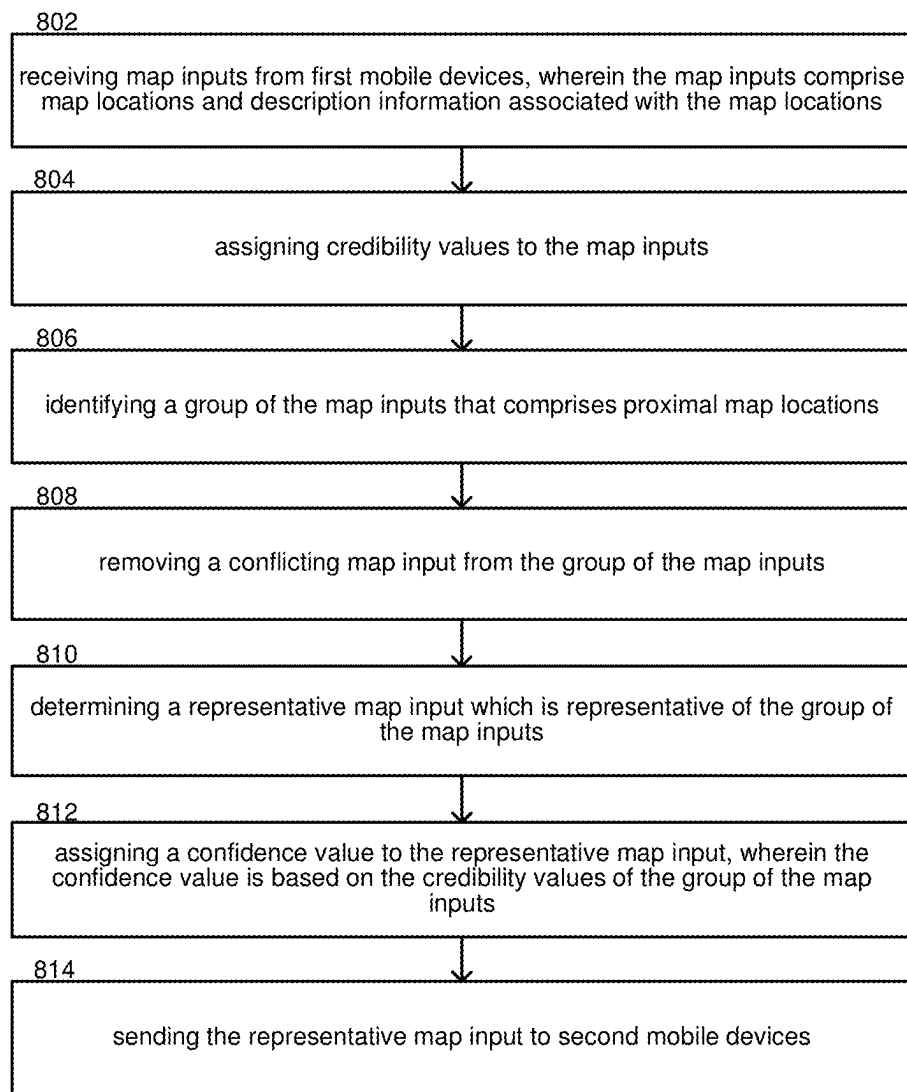 802
receiving map inputs from first mobile devices, wherein the map inputs comprise
map locations and description information associated with the map locations
804
assigning credibility values to the map inputs
806
identifying a group of the map inputs that comprises proximal map locations
808
removing a conflicting map input from the group of the map inputs
810
determining a representative map input which is representative of the group of
the map inputs
812
assigning a confidence value to the representative map input, wherein the
confidence value is based on the credibility values of the group of the map
inputs
814
sending the representative map input to second mobile devices